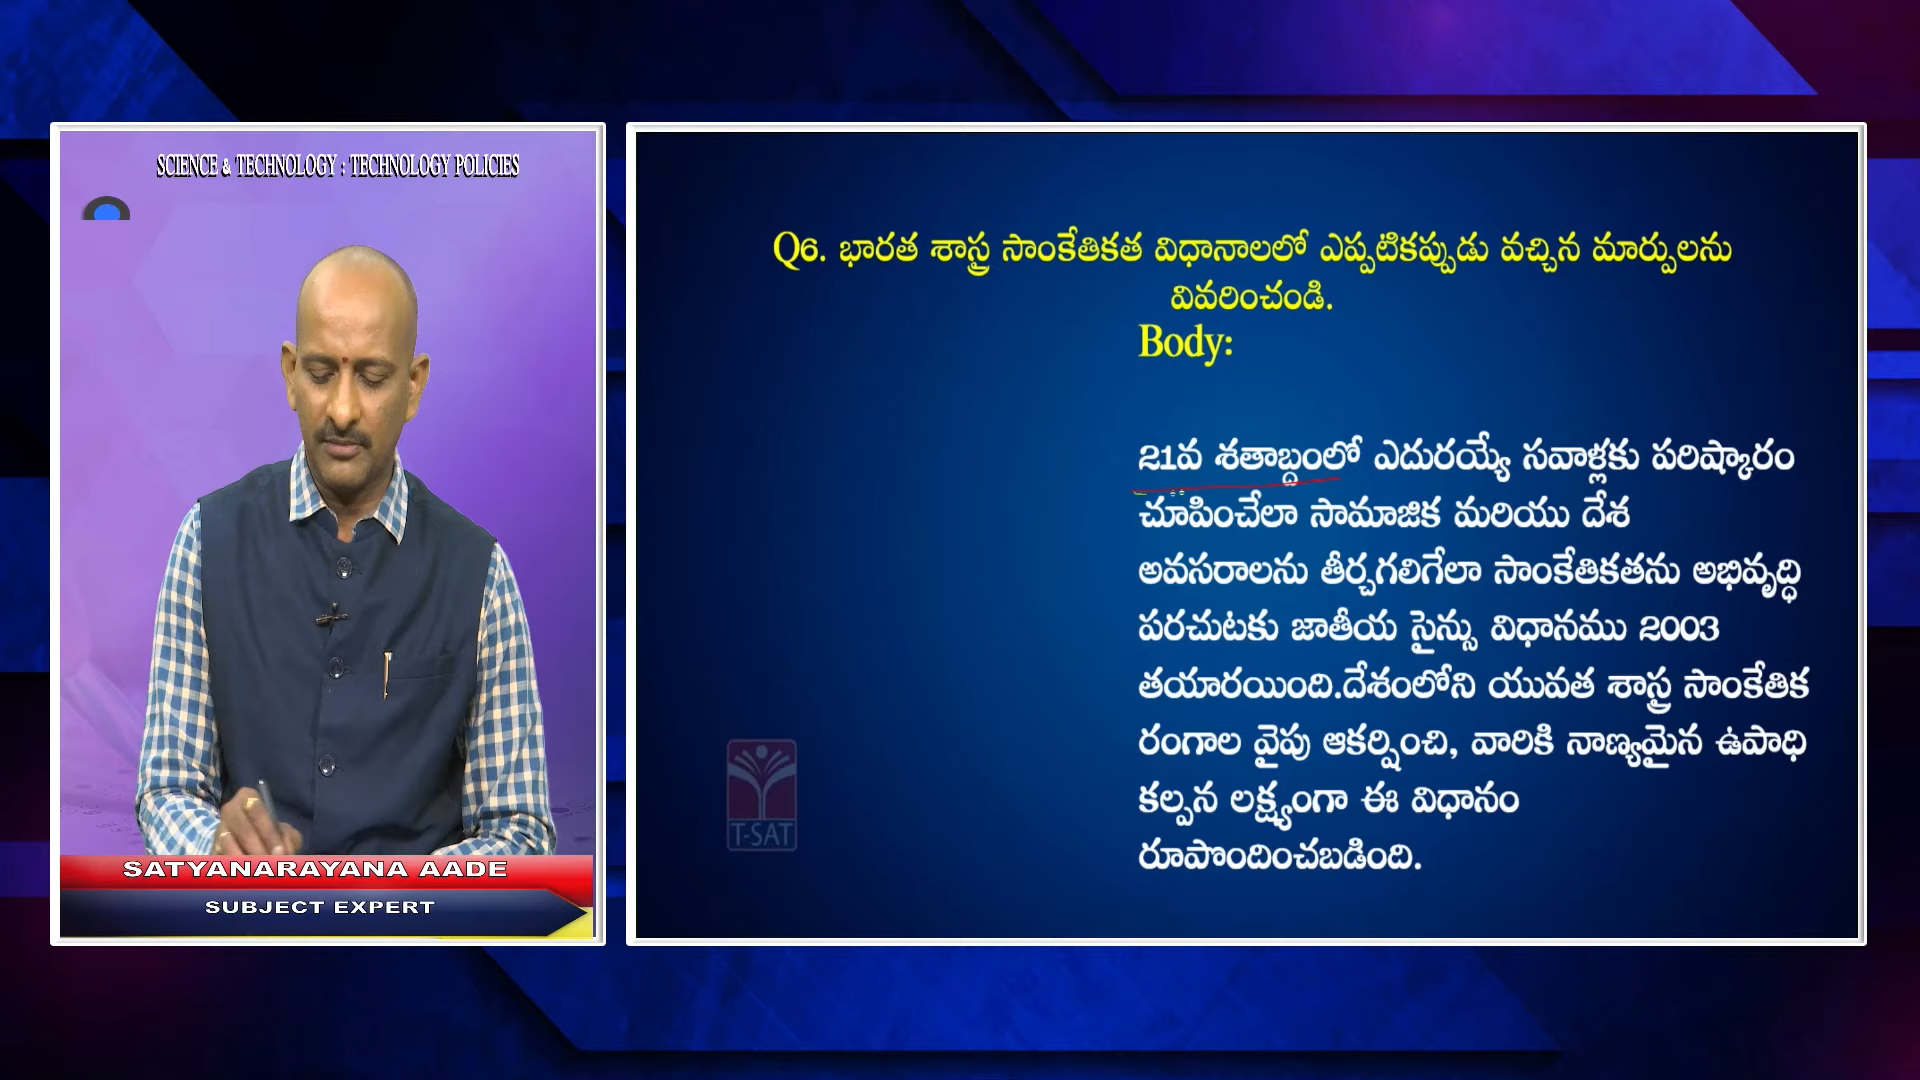 SCIENCE & TECHNOLOGY : TECHNOLOGY POLICIES
Q6. భారత శాస్త్ర సాంకేతికత విధానాలలో ఎప్పటికప్పుడు వచ్చిన మార్పులను
వివరించండి.
Body:
21వ శతాబ్దంలో ఎదురయ్యే సవాళ్లకు పరిష్కారం
చూపించేలా సామాజిక మరియు దేశ
అవసరాలను తీర్చగలిగేలా సాంకేతికతను అభివృద్ధి
పరచుటకు జాతీయ సైన్సు విధానము 2003
తయారయింది.దేశంలోని యువత శాస్త్ర సాంకేతిక
రంగాల వైపు ఆకర్షించి, వారికి నాణ్యమైన ఉపాధి
కల్పన లక్ష్యంగా ఈ విధానం
రూపొందించబడింది.
T-SAT
SATYANARAYANA AADE
SUBJECT EXPERT